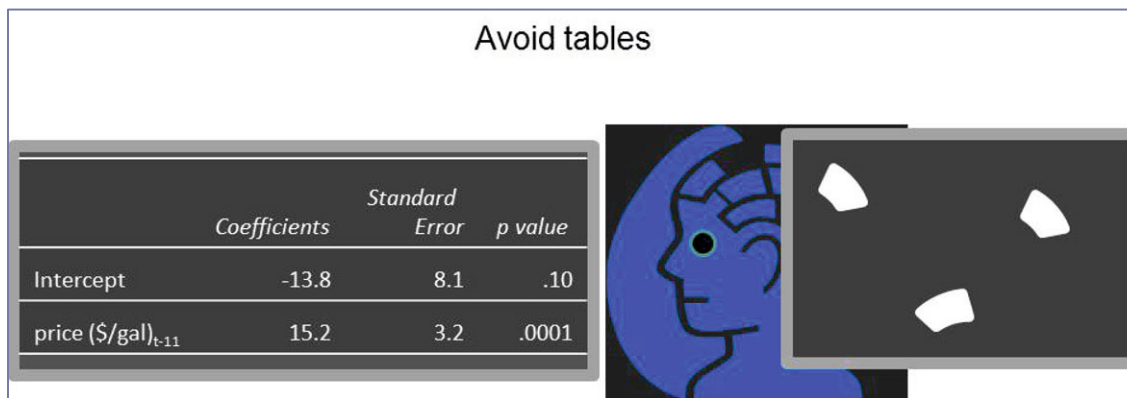 Avoid tables
Standard
Coefficients Error p value
Intercept -13.8 8.1 .10
price ($/gal)t-11 15.2 3.2 .0001